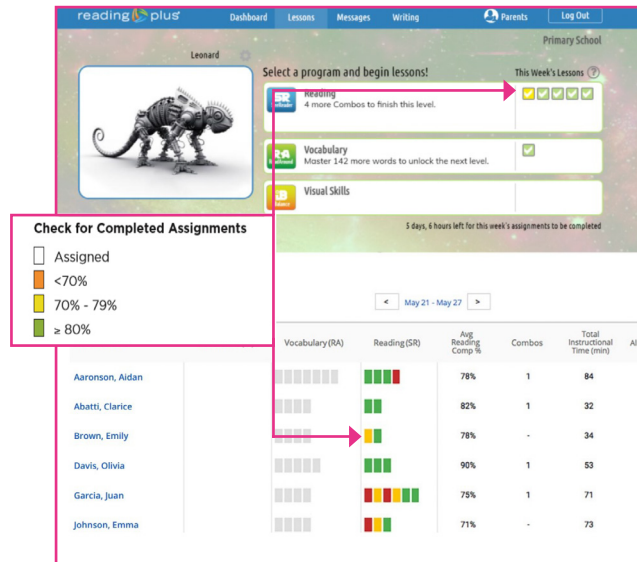 reading plus
Dashboard Lessons Messages Writing Parents Log Out
Primary School
Leonard
Select a program and begin lessons!
This Week's Lessons ?
SR
Reading
4 more Combos to finish this level.
RA
Vocabulary
Master 142 more words to unlock the next level.
Visual Skills
5 days, 6 hours left for this week's assignments to be completed
Check for Completed Assignments
Assigned
<70%
70% - 79%
≥ 80%
< May 21 - May 27 >
Vocabulary (RA) Reading (SR) Avg Reading Comp % Combos Total Instructional Time (min) Al
Aaronson, Aidan 78% 1 84
Abatti, Clarice 82% 1 32
Brown, Emily 78% - 34
Davis, Olivia 90% 1 53
Garcia, Juan 75% 1 71
Johnson, Emma 71% - 73